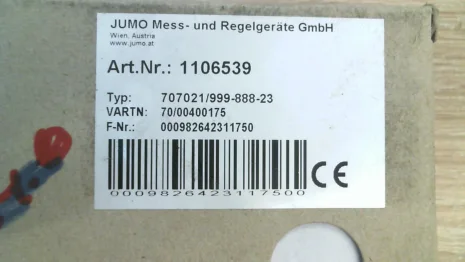 JUMO Mess- und Regelgeräte GmbH
Wien, Austria
www.jumo.at
Art.Nr.: 1106539
Typ: 707021/999-888-23
VARTN: 70/00400175
F-Nr.: 000982642311750
0009826423117500
CE